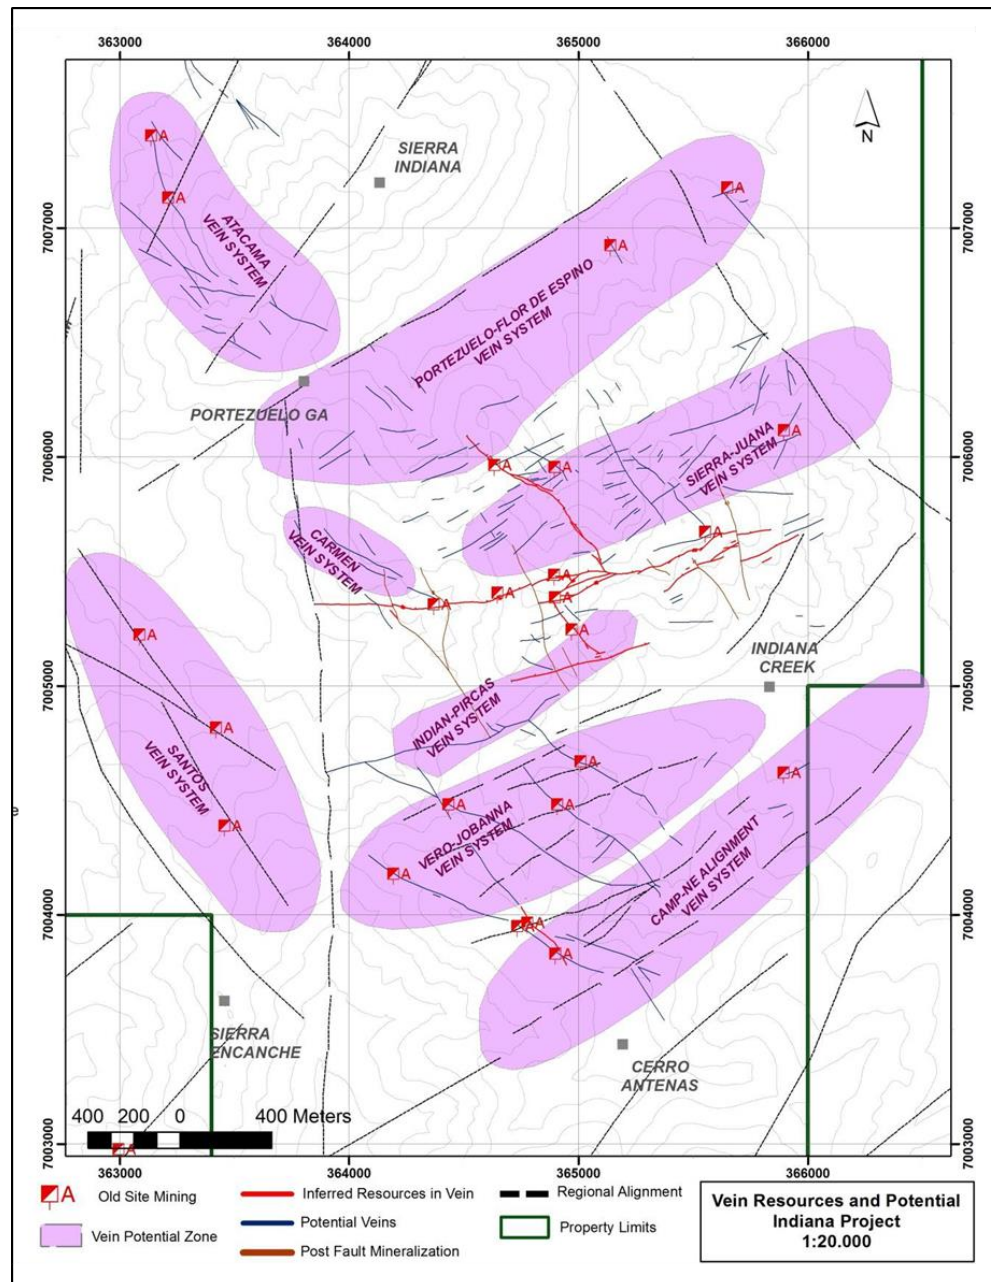 363000
364000
365000
366000
N
7007000
7007000
SIERRA
INDIANA
A
A
A
A
ATACAMA
VEIN SYSTEM
PORTEZUELO-FLOR DE ESPINO
VEIN SYSTEM
PORTEZUELO GA
7006000
7006000
A
A
A
SIERRA-JUANA
VEIN SYSTEM
A
CARMEN
VEIN SYSTEM
A
A
A
A
A
A
INDIANA
CREEK
7005000
7005000
A
SANTOS
VEIN SYSTEM
A
INDIAN-PIRCAS
VEIN SYSTEM
A
A
A
A
VERO-JOBANNA
VEIN SYSTEM
A
CAMP-NE ALIGNMENT
VEIN SYSTEM
7004000
7004000
A
A
A
SIERRA
ENCANCHE
CERRO
ANTENAS
400 200 0 400 Meters
7003000
7003000
A
363000
364000
365000
366000
A Old Site Mining
Vein Potential Zone
Inferred Resources in Vein
Potential Veins
Post Fault Mineralization
Regional Alignment
Property Limits
Vein Resources and Potential
Indiana Project
1:20.000